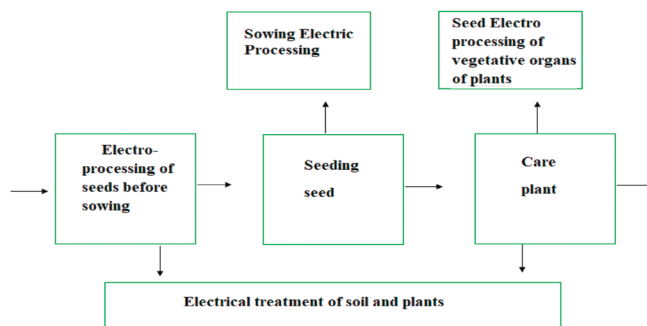 Sowing Electric
Processing
Seed Electro
processing of
vegetative organs
of plants
Electro-
processing of
seeds before
sowing
Seeding
seed
Care
plant
Electrical treatment of soil and plants